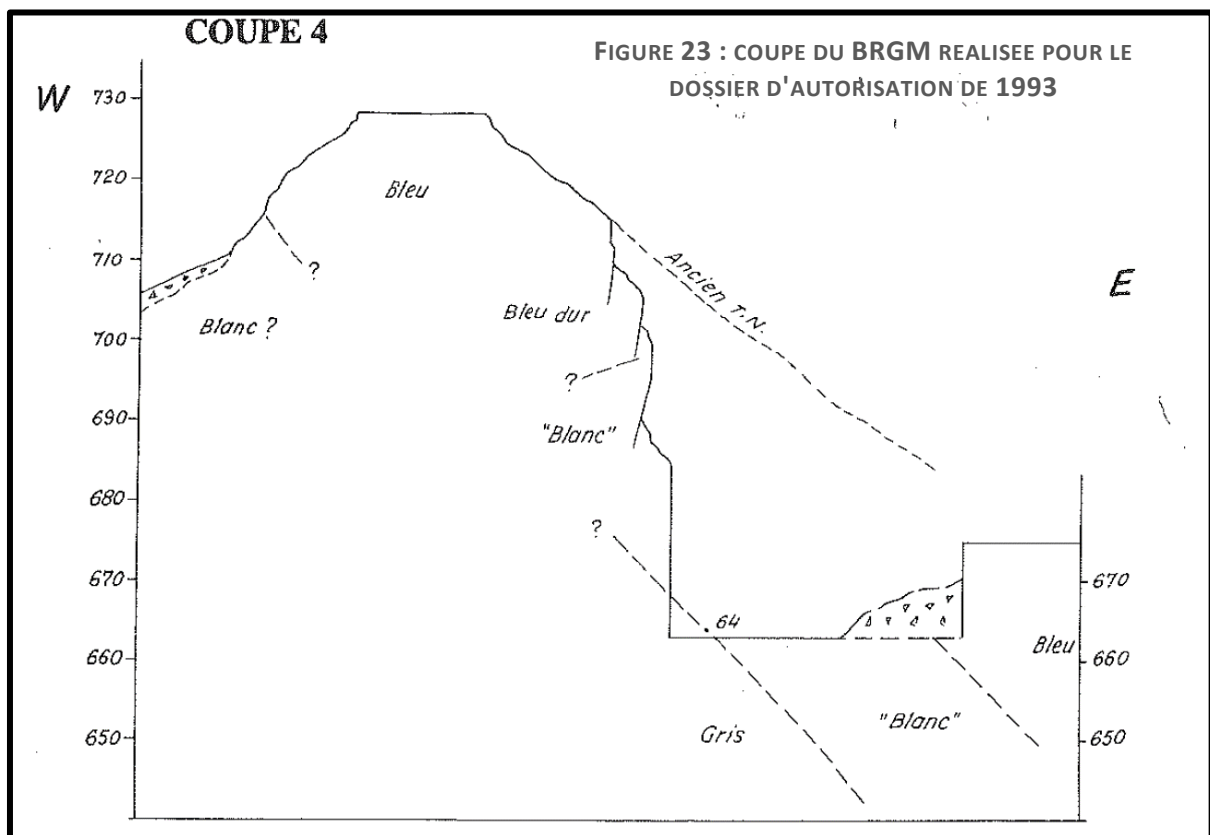 COUPE 4
FIGURE 23 : COUPE DU BRGM REALISEE POUR LE
DOSSIER D'AUTORISATION DE 1993
W
730
720
710
700
690
680
670
660
650
Bleu
?
Blanc ?
Bleu dur
?
"Blanc"
?
Ancien T.N.
E
64
Gris
"Blanc"
Bleu
670
660
650